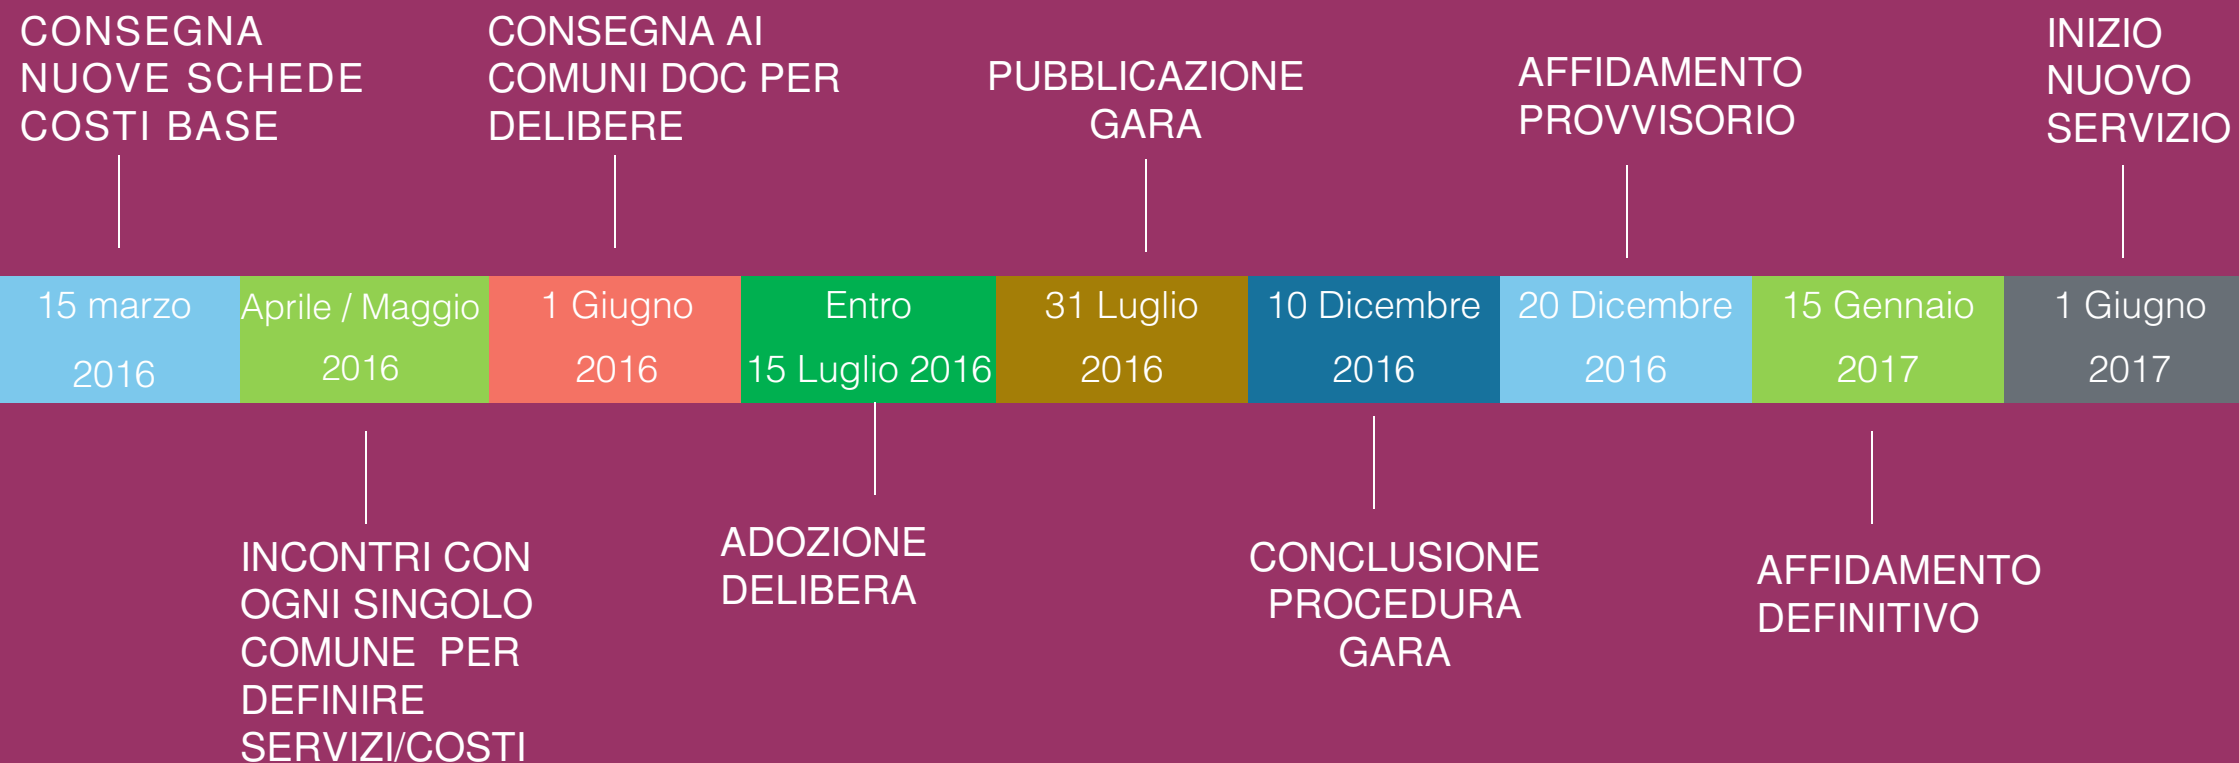 CONSEGNA
NUOVE SCHEDE
COSTI BASE
CONSEGNA AI
COMUNI DOC PER
DELIBERE
PUBBLICAZIONE
GARA
AFFIDAMENTO
PROVVISORIO
INIZIO
NUOVO
SERVIZIO
15 marzo
2016
Aprile / Maggio
2016
1 Giugno
2016
Entro
15 Luglio 2016
31 Luglio
2016
10 Dicembre
2016
20 Dicembre
2016
15 Gennaio
2017
1 Giugno
2017
INCONTRI CON
OGNI SINGOLO
COMUNE PER
DEFINIRE
SERVIZI/COSTI
ADOZIONE
DELIBERA
CONCLUSIONE
PROCEDURA
GARA
AFFIDAMENTO
DEFINITIVO